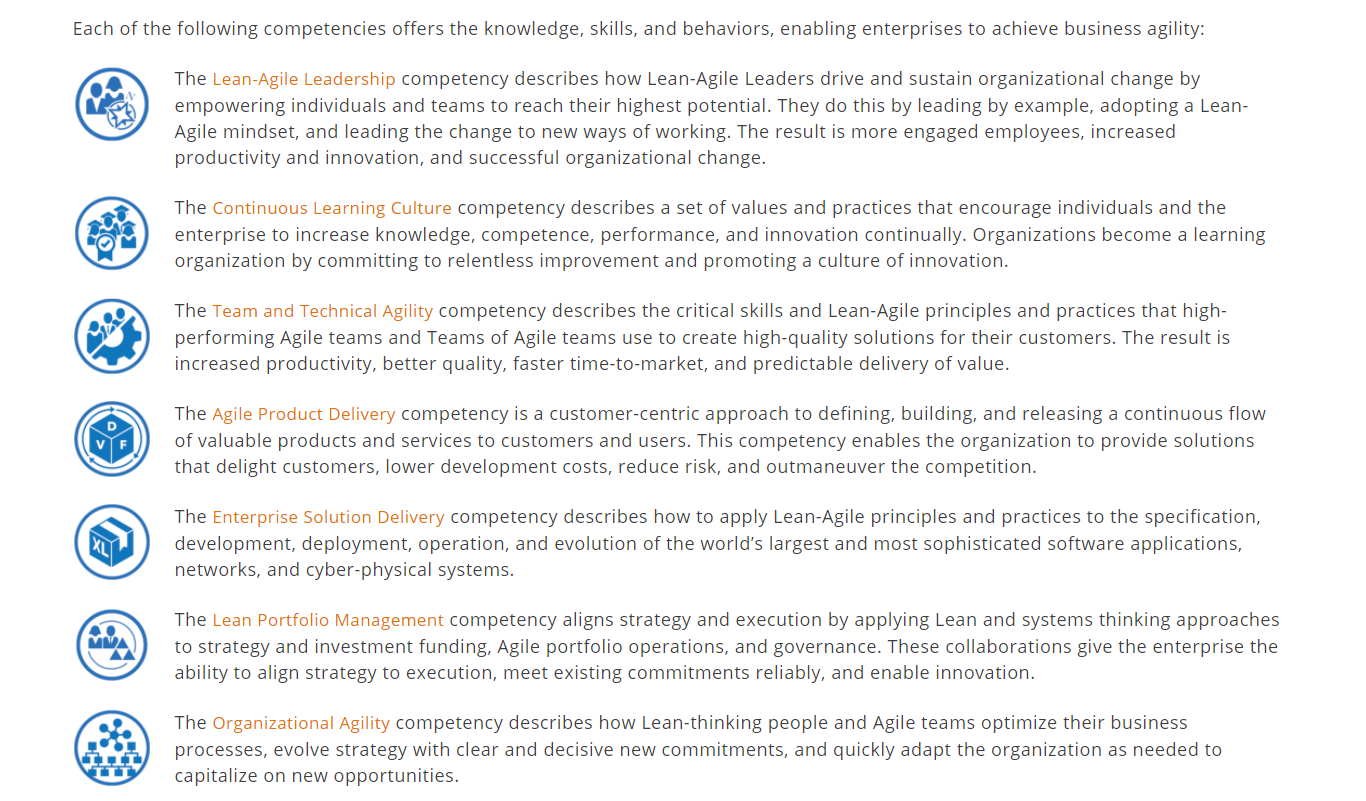 Each of the following competencies offers the knowledge, skills, and behaviors, enabling enterprises to achieve business agility:
The Lean-Agile Leadership competency describes how Lean-Agile Leaders drive and sustain organizational change by
empowering individuals and teams to reach their highest potential. They do this by leading by example, adopting a Lean-
Agile mindset, and leading the change to new ways of working. The result is more engaged employees, increased
productivity and innovation, and successful organizational change.
N
The Continuous Learning Culture competency describes a set of values and practices that encourage individuals and the
enterprise to increase knowledge, competence, performance, and innovation continually. Organizations become a learning
organization by committing to relentless improvement and promoting a culture of innovation.
The Team and Technical Agility competency describes the critical skills and Lean-Agile principles and practices that high-
performing Agile teams and Teams of Agile teams use to create high-quality solutions for their customers. The result is
increased productivity, better quality, faster time-to-market, and predictable delivery of value.
D
V F
The Agile Product Delivery competency is a customer-centric approach to defining, building, and releasing a continuous flow
of valuable products and services to customers and users. This competency enables the organization to provide solutions
that delight customers, lower development costs, reduce risk, and outmaneuver the competition.
XL
The Enterprise Solution Delivery competency describes how to apply Lean-Agile principles and practices to the specification,
development, deployment, operation, and evolution of the world’s largest and most sophisticated software applications,
networks, and cyber-physical systems.
The Lean Portfolio Management competency aligns strategy and execution by applying Lean and systems thinking approaches
to strategy and investment funding, Agile portfolio operations, and governance. These collaborations give the enterprise the
ability to align strategy to execution, meet existing commitments reliably, and enable innovation.
The Organizational Agility competency describes how Lean-thinking people and Agile teams optimize their business
processes, evolve strategy with clear and decisive new commitments, and quickly adapt the organization as needed to
capitalize on new opportunities.